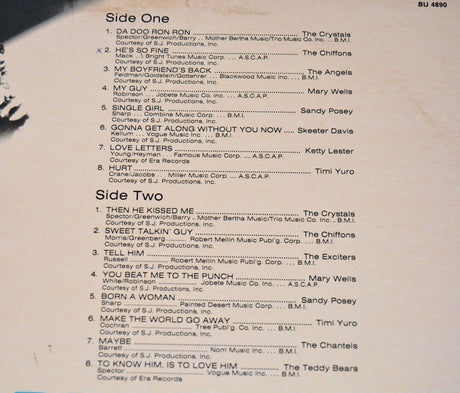 BU 4890
Side One
1. DA DOO RON RON The Crystals
Spector/Greenwich/Barry .. Mother Bertha Music/Trio Music Co. Inc. .. B.M.I.
Courtesy of S.J. Productions, Inc.
x 2. HE'S SO FINE The Chiffons
Mack ..\ Bright Tunes Music Corp. ... A.S.C.A.P.
Courtesy of S.J. Productions, Inc.
3. MY BOYFRIEND'S BACK The Angels
Feldman/Goldstein/Gottehrer .. Blackwood Music Inc. ... B.M.I.
Courtesy of S.J. Productions, Inc.
4. MY GUY Mary Wells
Robinson ... Jobete Music Co. Inc. ... A.S.C.A.P.
Courtesy of S.J. Productions, Inc.
5. SINGLE GIRL Sandy Posey
Sharp ... Combine Music Corp. .. B.M.I.
Courtesy of S.J. Productions, Inc.
6. GONNA GET ALONG WITHOUT YOU NOW .... Skeeter Davis
Kellum .. Vogue Music Inc. .. B.M.I.
Courtesy of S.J. Productions, Inc.
7. LOVE LETTERS Ketty Lester
Young/Heyman .. Famous Music Corp. ... A.S.C.A.P.
Courtesy of Era Records
8. HURT Timi Yuro
Crane/Jacobs ... Miller Music Corp. ... A.S.C.A.P.
Courtesy of S.J. Productions, Inc.
Side Two
1. THEN HE KISSED ME The Crystals
Spector/Greenwich/Barry .. Mother Bertha Music/Trio Music Co. Inc. .. B.M.I.
Courtesy of S.J. Productions, Inc.
2. SWEET TALKIN' GUY The Chiffons
Morris/Greenberg ... Robert Mellin Music Publ'g. Corp. ... B.M.I.
Courtesy of S.J. Productions, Inc.
3. TELL HIM The Exciters
Russell ... Robert Mellin Music Publ'g. Corp. ... B.M.I.
Courtesy of S.J. Productions, Inc.
4. YOU BEAT ME TO THE PUNCH Mary Wells
White/Robinson ... Jobete Music Co. Inc. ... A.S.C.A.P.
Courtesy of S.J. Productions, Inc.
5. BORN A WOMAN Sandy Posey
Sharp ... Painted Desert Music Corp. ... B.M.I.
Courtesy of S.J. Productions, Inc.
6. MAKE THE WORLD GO AWAY Timi Yuro
Cochran ... Tree Publ'g. Co. Inc. ... B.M.I.
Courtesy of S.J. Productions, Inc.
7. MAYBE The Chantels
Barrett ... Nom Music Inc. ... B.M.I.
Courtesy of S.J. Productions, Inc.
8. TO KNOW HIM, IS TO LOVE HIM The Teddy Bears
Spector ... Vogue Music Inc. ... B.M.I.
Courtesy of Era Records